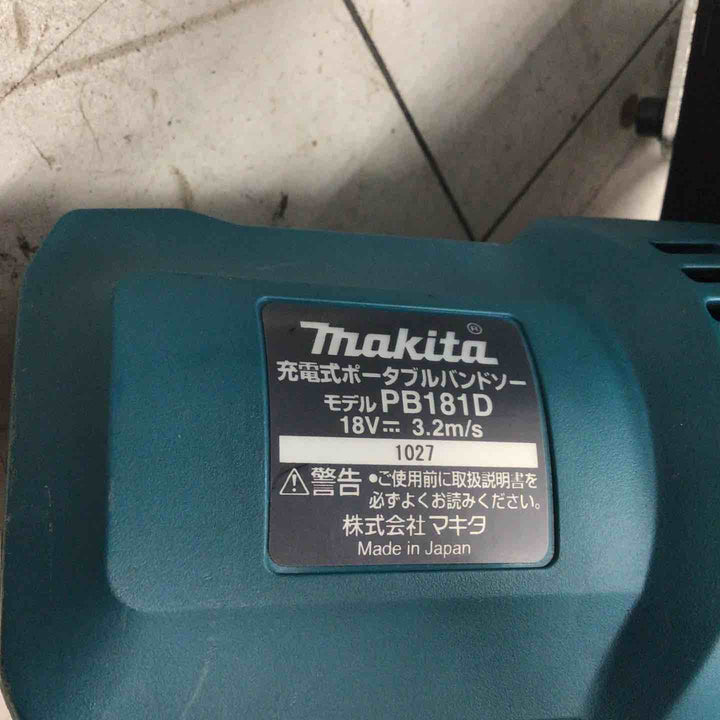 makita®
充電式ポータブルバンドソー
モデル PB181D
18V⎓ 3.2m/s
1027
⚠警告 •ご使用前に取扱説明書を
必ずよくお読みください。
株式会社 マキタ
Made in Japan